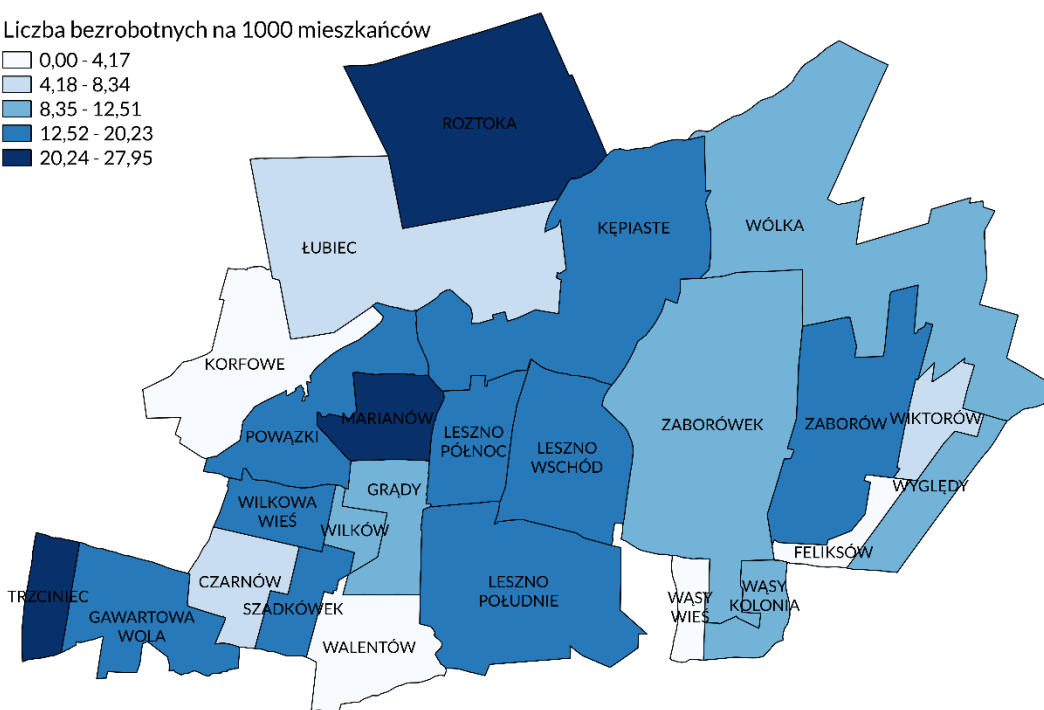 Liczba bezrobotnych na 1000 mieszkańców
0,00 - 4,17
4,18 - 8,34
8,35 - 12,51
12,52 - 20,23
20,24 - 27,95
ROZTOKA
KĘPIASTE
WÓLKA
ŁUBIEC
KORFOWE
MARIANÓW
POWĄZKI
LESZNO
PÓŁNOC
LESZNO
WSCHÓD
ZABORÓWEK
ZABORÓW
WIKTORÓW
WYGLĘDY
GRĄDY
WILKOWA
WIEŚ
WILKÓW
FELIKSÓW
CZARNÓW
SZADKÓWEK
LESZNO
POŁUDNIE
WĄSY
WIEŚ
WĄSY
KOLONIA
TRZCINIEC
GAWARTOWA
WOLA
WALENTÓW